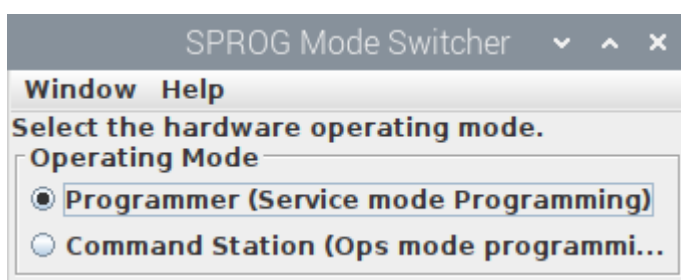 SPROG Mode Switcher
Window Help
Select the hardware operating mode.
Operating Mode
Programmer (Service mode Programming)
Command Station (Ops mode programmi...